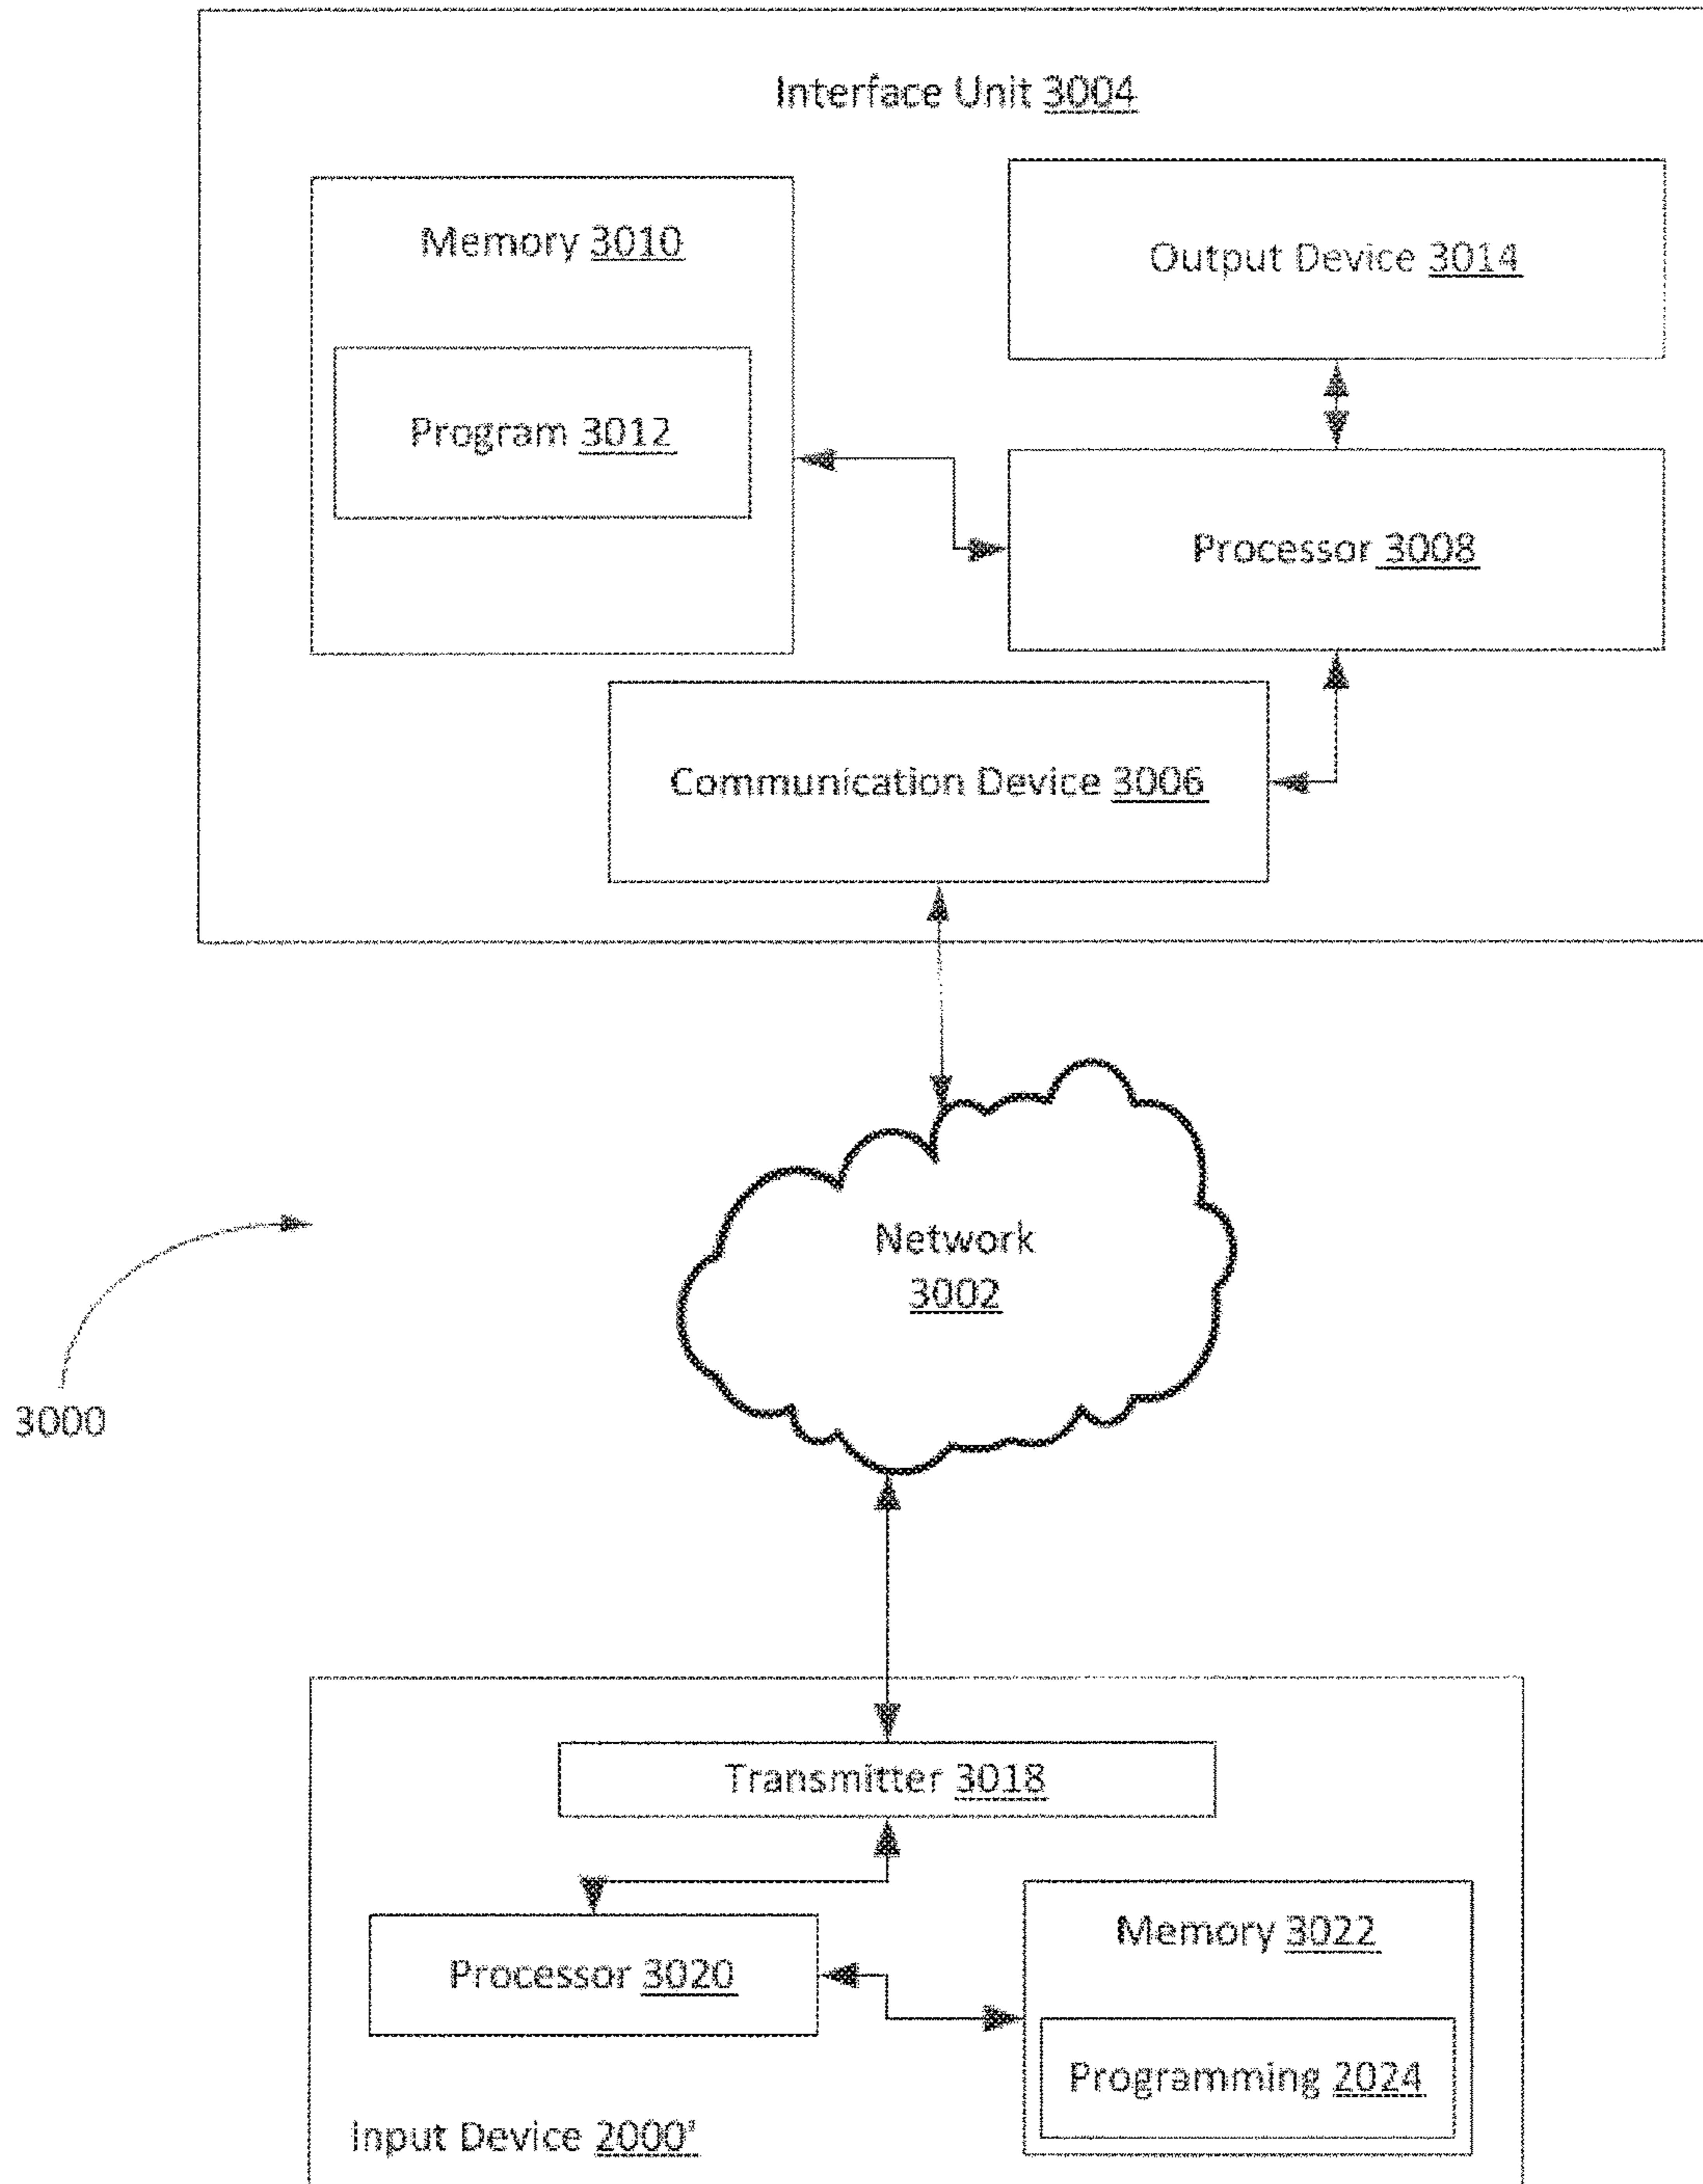 Interface Unit 3004
Memory 3010
Output Device 3014
Program 3012
Processor 3008
Communication Device 3006
Network
3002
3000
Transmitter 3018
Processor 3020
Memory 3022
Programming 2024
Input Device 2000'